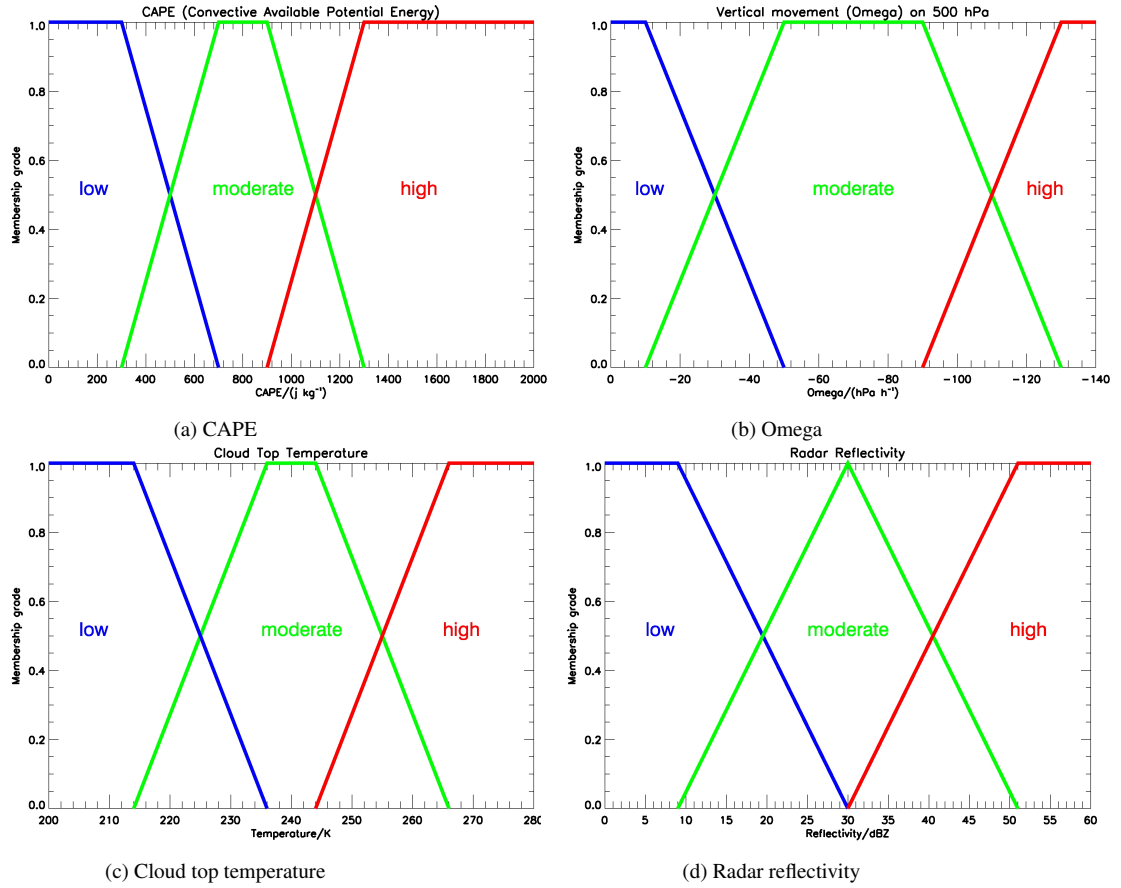 CAPE (Convective Available Potential Energy)
1.0
0.8
0.6
0.4
0.2
0.0
Membership grade
low
moderate
high
0 200 400 600 800 1000 1200 1400 1600 1800 2000
CAPE/(j kg⁻¹)
(a) CAPE
Vertical movement (Omega) on 500 hPa
1.0
0.8
0.6
0.4
0.2
0.0
Membership grade
low
moderate
high
0 -20 -40 -60 -80 -100 -120 -140
Omega/(hPa h⁻¹)
(b) Omega
Cloud Top Temperature
1.0
0.8
0.6
0.4
0.2
0.0
Membership grade
low
moderate
high
200 210 220 230 240 250 260 270 280
Temperature/K
(c) Cloud top temperature
Radar Reflectivity
1.0
0.8
0.6
0.4
0.2
0.0
Membership grade
low
moderate
high
0 5 10 15 20 25 30 35 40 45 50 55 60
Reflectivity/dBZ
(d) Radar reflectivity